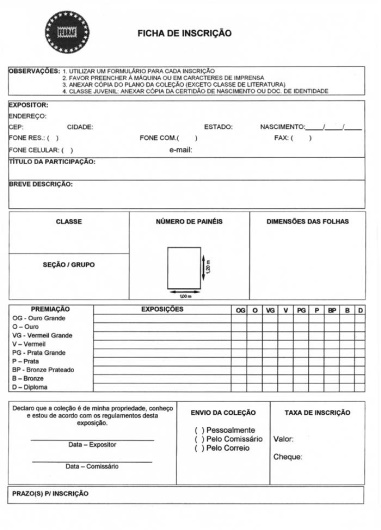 FEBRAF
FICHA DE INSCRIÇÃO
OBSERVAÇÕES: 1. UTILIZAR UM FORMULÁRIO PARA CADA INSCRIÇÃO
2. FAVOR PREENCHER À MÁQUINA OU EM CARACTERES DE IMPRENSA
3. ANEXAR CÓPIA DO PLANO DA COLEÇÃO (EXCETO CLASSE DE LITERATURA)
4. CLASSE JUVENIL: ANEXAR CÓPIA DA CERTIDÃO DE NASCIMENTO OU DOC. DE IDENTIDADE
EXPOSITOR:
ENDEREÇO:
CEP: CIDADE: ESTADO: NASCIMENTO:____/____/____
FONE RES.: ( ) FONE COM.( ) FAX: ( )
FONE CELULAR: ( ) e-mail:
TÍTULO DA PARTICIPAÇÃO:
BREVE DESCRIÇÃO:
CLASSE NÚMERO DE PAINÉIS DIMENSÕES DAS FOLHAS
SEÇÃO / GRUPO
1,20 m
1,00 m
PREMIAÇÃO EXPOSIÇÕES OG O VG V PG P BP B D
OG - Ouro Grande
O – Ouro
VG - Vermeil Grande
V – Vermeil
PG - Prata Grande
P – Prata
BP - Bronze Prateado
B – Bronze
D – Diploma
Declaro que a coleção é de minha propriedade, conheço
e estou de acordo com os regulamentos desta
exposição.
Data – Expositor
Data – Comissário
ENVIO DA COLEÇÃO
( ) Pessoalmente
( ) Pelo Comissário
( ) Pelo Correio
TAXA DE INSCRIÇÃO
Valor:
Cheque:
PRAZO(S) P/ INSCRIÇÃO